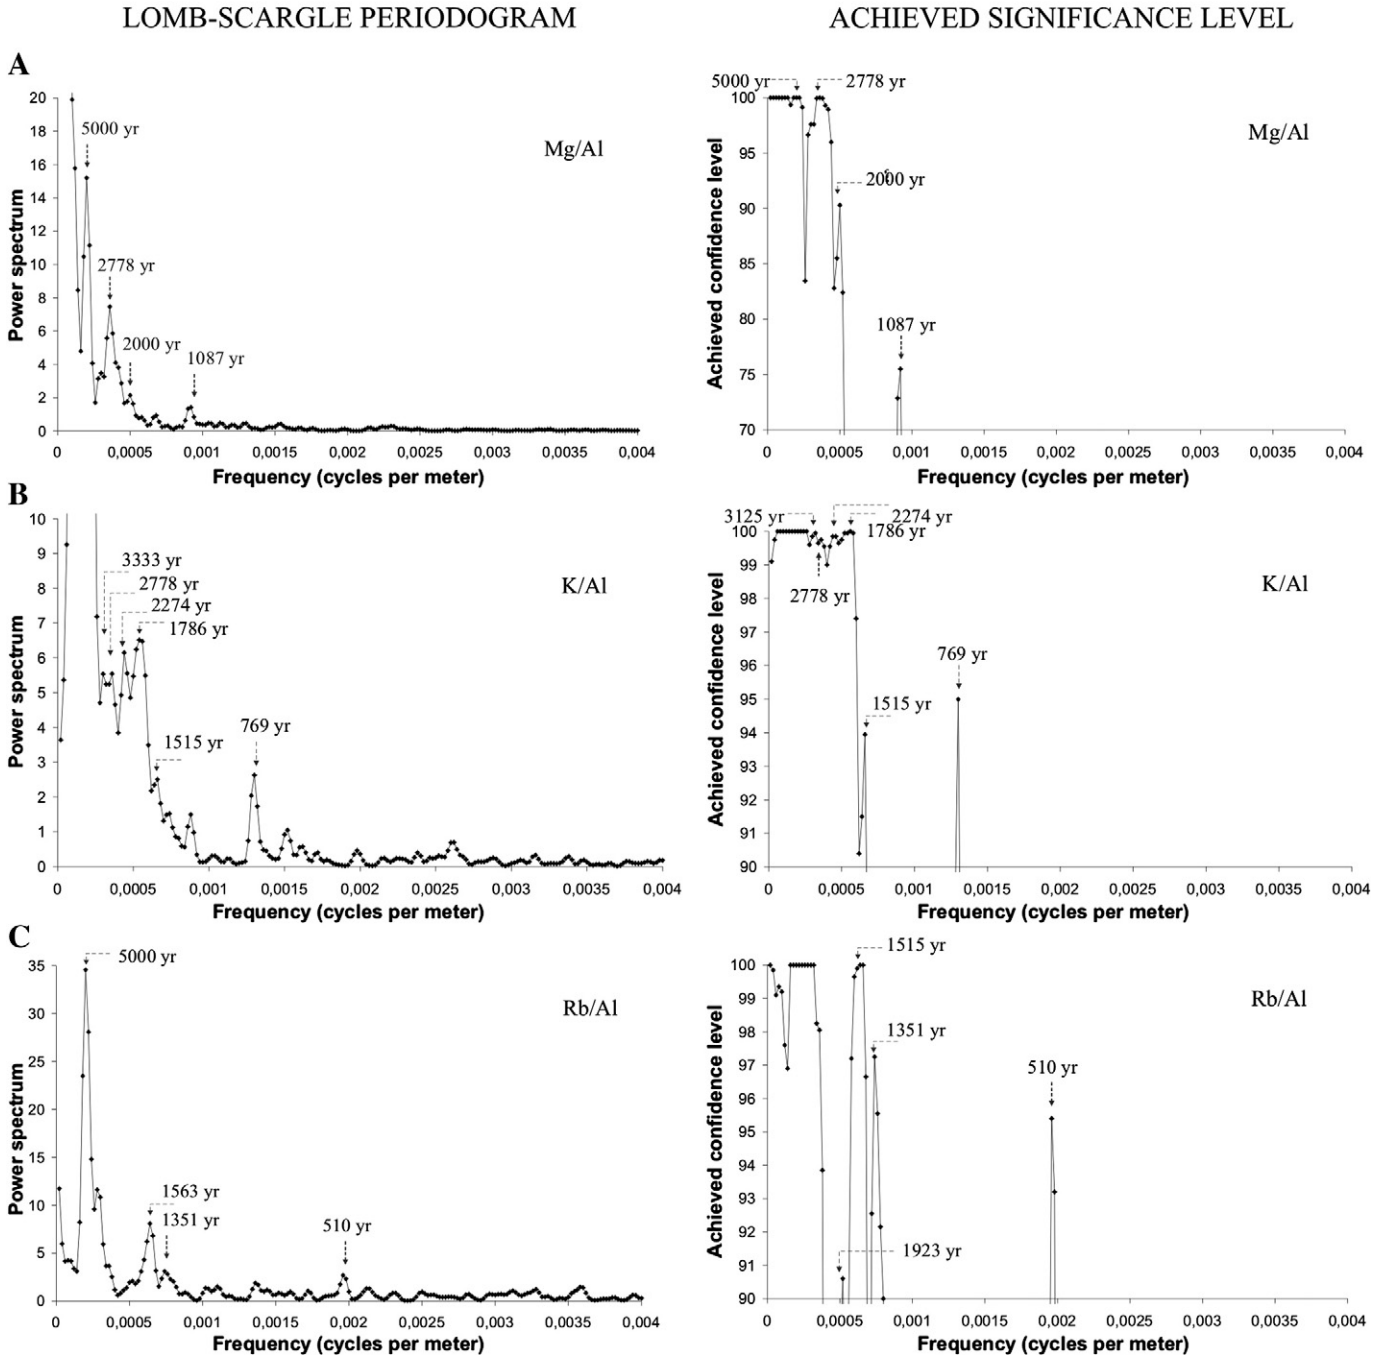 LOMB-SCARGLE PERIODOGRAM
ACHIEVED SIGNIFICANCE LEVEL
A
Power spectrum
20
18
16
14
12
10
8
6
4
2
0
5000 yr
2778 yr
2000 yr
1087 yr
Mg/Al
0 0,0005 0,001 0,0015 0,002 0,0025 0,003 0,0035 0,004
Frequency (cycles per meter)
Achieved confidence level
100
95
90
85
80
75
70
5000 yr
2778 yr
2000 yr
1087 yr
Mg/Al
0 0,0005 0,001 0,0015 0,002 0,0025 0,003 0,0035 0,004
Frequency (cycles per meter)
B
Power spectrum
10
9
8
7
6
5
4
3
2
1
0
3333 yr
2778 yr
2274 yr
1786 yr
1515 yr
769 yr
K/Al
0 0,0005 0,001 0,0015 0,002 0,0025 0,003 0,0035 0,004
Frequency (cycles per meter)
Achieved confidence level
100
99
98
97
96
95
94
93
92
91
90
3125 yr
2274 yr
1786 yr
2778 yr
769 yr
1515 yr
K/Al
0 0,0005 0,001 0,0015 0,002 0,0025 0,003 0,0035 0,004
Frequency (cycles per meter)
C
Power spectrum
35
30
25
20
15
10
5
0
5000 yr
1563 yr
1351 yr
510 yr
Rb/Al
0 0,0005 0,001 0,0015 0,002 0,0025 0,003 0,0035 0,004
Frequency (cycles per meter)
Achieved confidence level
100
99
98
97
96
95
94
93
92
91
90
1515 yr
1351 yr
510 yr
1923 yr
Rb/Al
0 0,0005 0,001 0,0015 0,002 0,0025 0,003 0,0035 0,004
Frequency (cycles per meter)